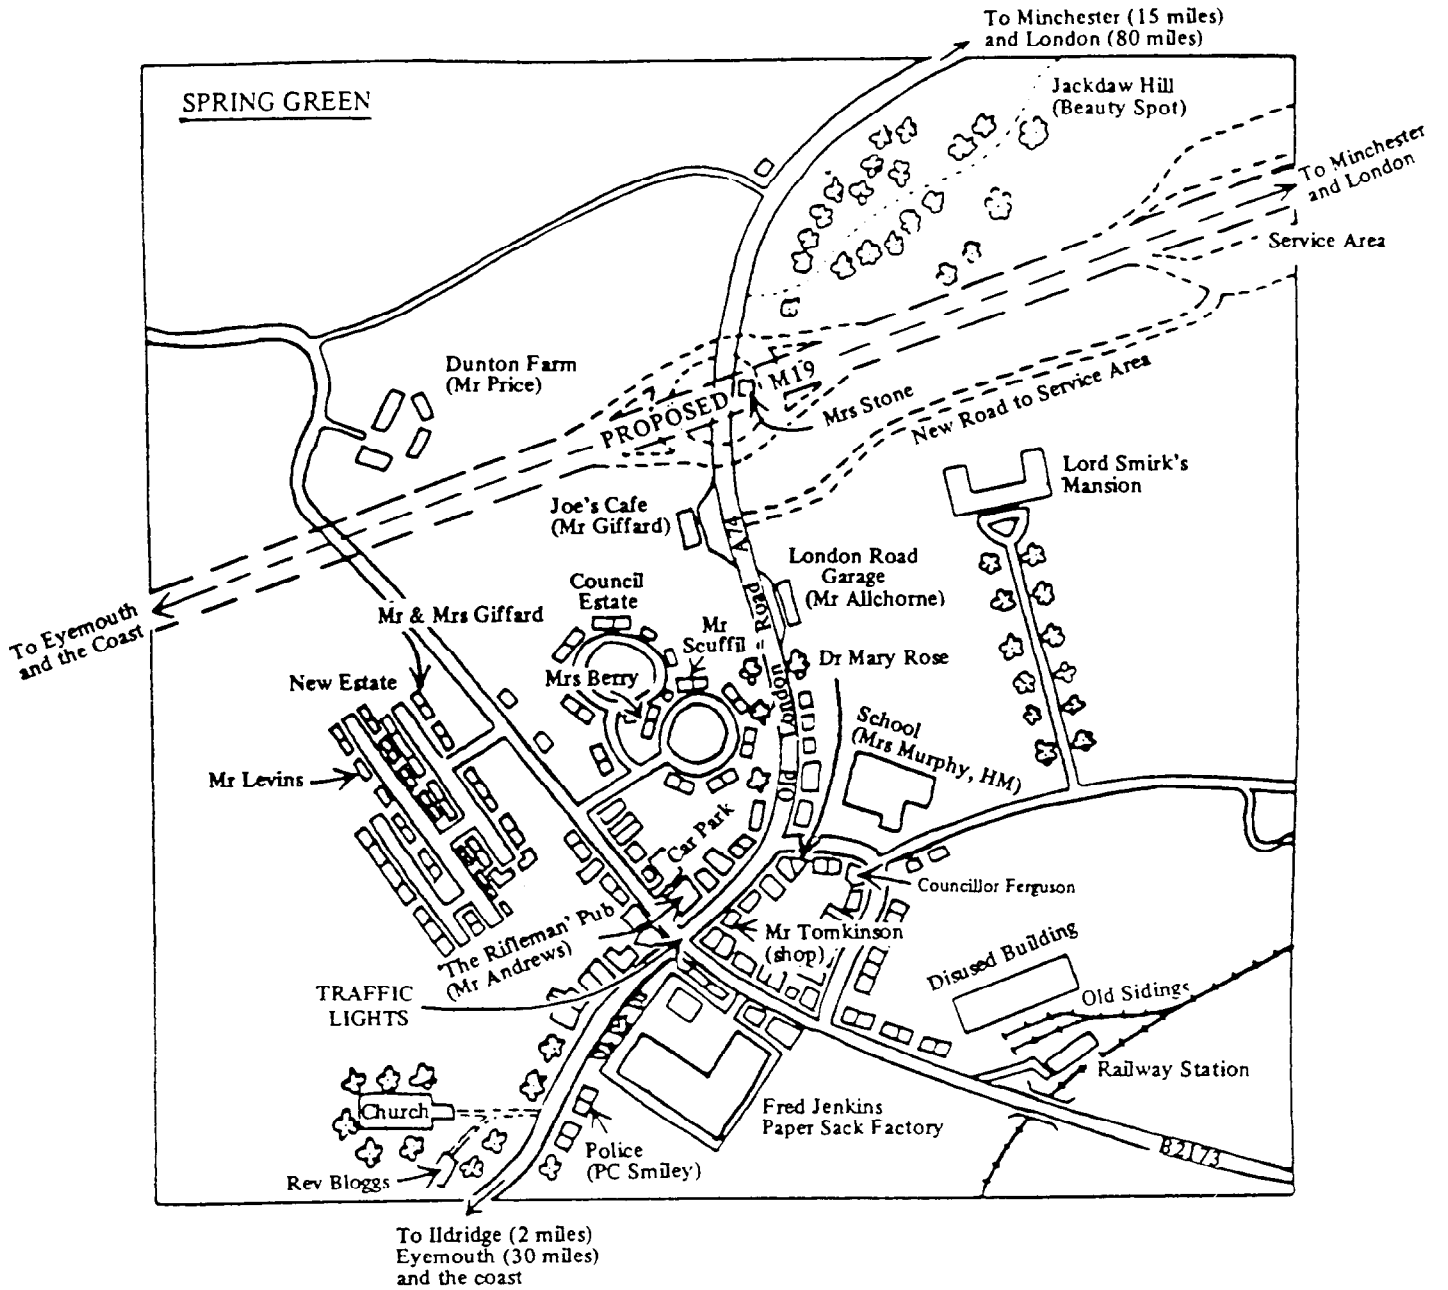 To Minchester (15 miles)
and London (80 miles)
SPRING GREEN
Jackdaw Hill
(Beauty Spot)
To Minchester
and London
Service Area
Dunton Farm
(Mr Price)
PROPOSED M19
Mrs Stone
New Road to Service Area
Lord Smirk's
Mansion
Joe's Cafe
(Mr Giffard)
London Road A74
London Road
Garage
(Mr Allchorne)
Council
Estate
To Eyemouth
and the Coast
Mr & Mrs Giffard
Mr
Scuffil
Mrs Berry
Dr Mary Rose
New Estate
School
(Mrs Murphy, HM)
Mr Levins
P/O
Car Park
Councillor Ferguson
'The Rifleman' Pub
(Mr Andrews)
Mr Tomkinson
(shop)
Disused Building
Old Sidings
TRAFFIC
LIGHTS
Railway Station
Church
Fred Jenkins
Paper Sack Factory
B2173
Police
(PC Smiley)
Rev Bloggs
To Ildridge (2 miles)
Eyemouth (30 miles)
and the coast